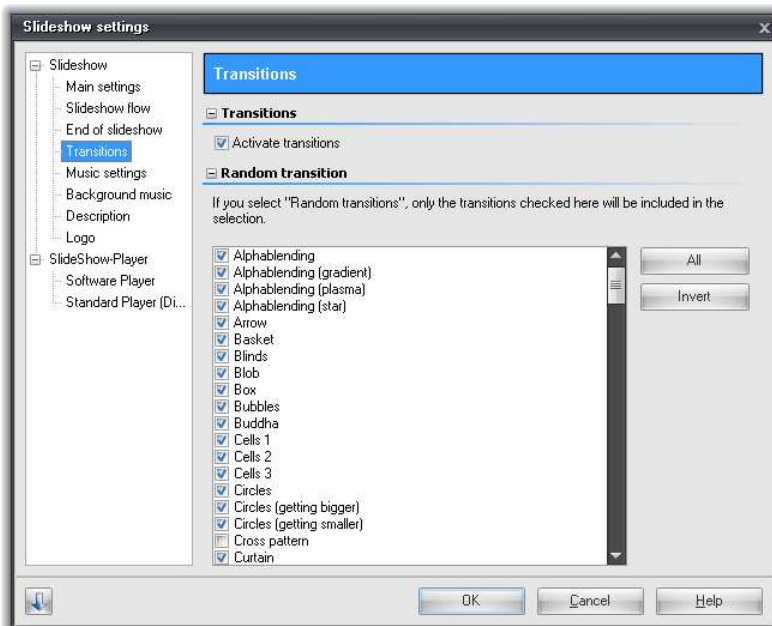 Slideshow settings
x
Slideshow
Main settings
Slideshow flow
End of slideshow
Transitions
Music settings
Background music
Description
Logo
SlideShow-Player
Software Player
Standard Player (Di...
Transitions
Transitions
Activate transitions
Random transition
If you select "Random transitions", only the transitions checked here will be included in the
selection.
Alphablending
Alphablending (gradient)
Alphablending (plasma)
Alphablending (star)
Arrow
Basket
Blinds
Blob
Box
Bubbles
Buddha
Cells 1
Cells 2
Cells 3
Circles
Circles (getting bigger)
Circles (getting smaller)
Cross pattern
Curtain
All
Invert
OK
Cancel
Help